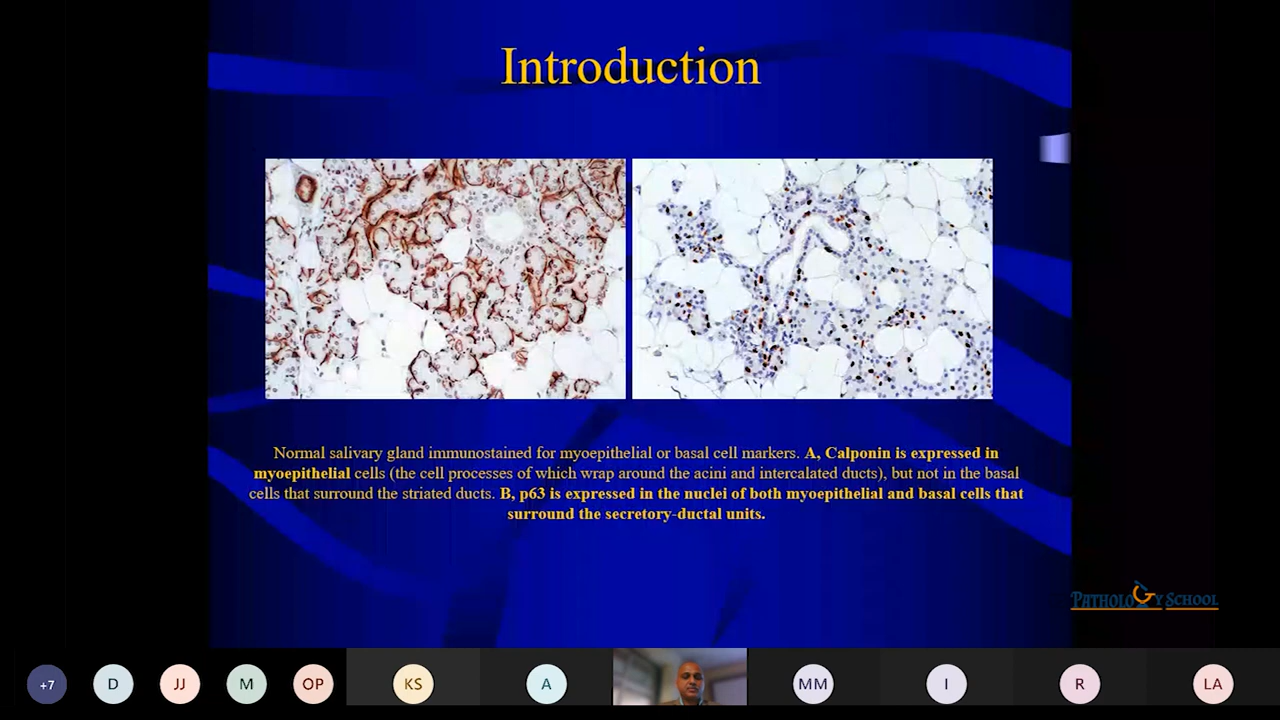 Introduction
Normal salivary gland immunostained for myoepithelial or basal cell markers. A, Calponin is expressed in
myoepithelial cells (the cell processes of which wrap around the acini and intercalated ducts), but not in the basal
cells that surround the striated ducts. B, p63 is expressed in the nuclei of both myoepithelial and basal cells that
surround the secretory-ductal units.
PATHOLOGY SCHOOL
+7
D
JJ
M
OP
KS
A
MM
I
R
LA